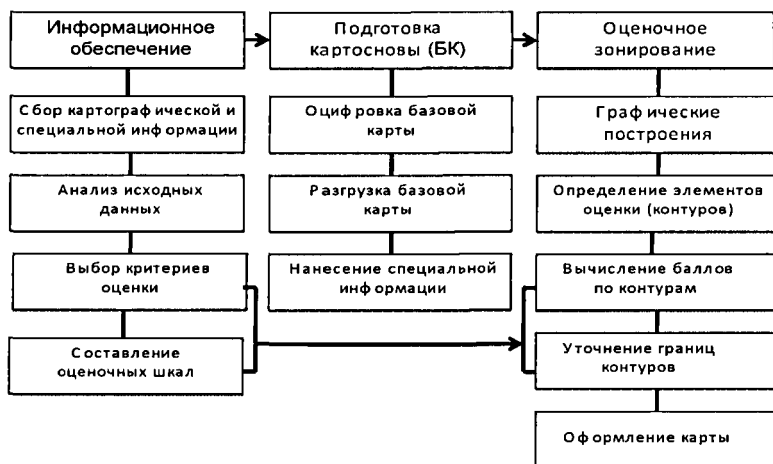 Информационное
обеспечение
Сбор картографической и
специальной информации
Анализ исходных
данных
Выбор критериев
оценки
Составление
оценочных шкал
Подготовка
картосновы (БК)
Оцифровка базовой
карты
Разгрузка базовой
карты
Нанесение специальной
информации
Оценочное
зонирование
Графические
построения
Определение элементов
оценки (контуров)
Вычисление баллов
по контурам
Уточнение границ
контуров
Оформление карты